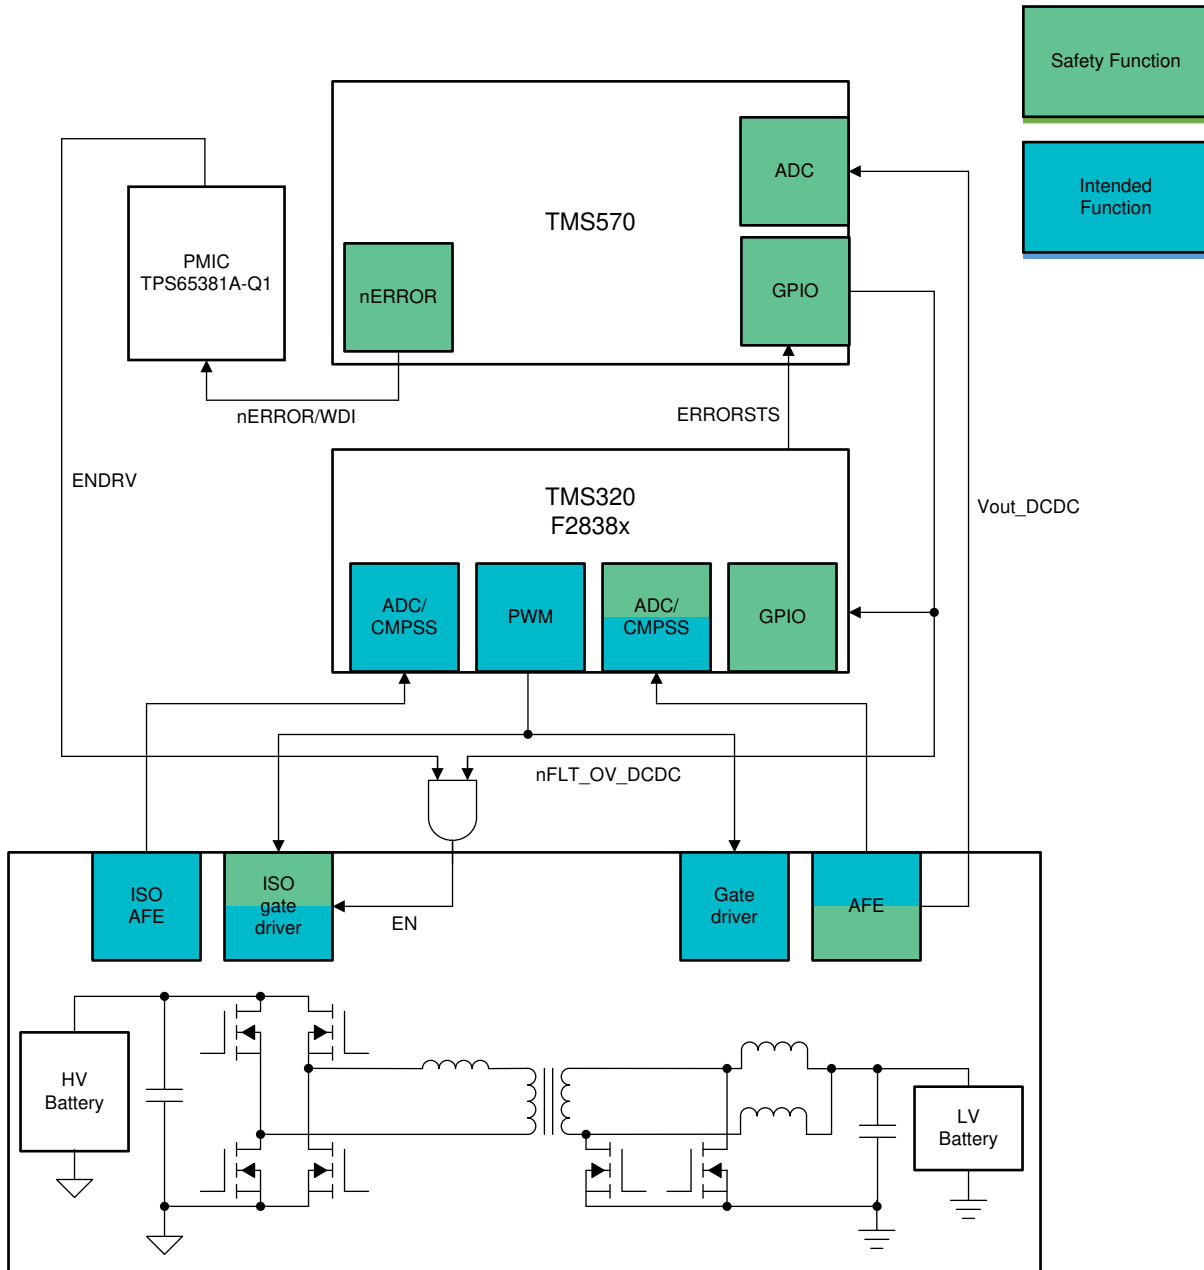 Safety Function
Intended
Function
TMS570
ADC
GPIO
nERROR
PMIC
TPS65381A-Q1
nERROR/WDI
ERRORSTS
ENDRV
Vout_DCDC
TMS320
F2838x
ADC/
CMPSS
PWM
ADC/
CMPSS
GPIO
nFLT_OV_DCDC
ISO
AFE
ISO
gate
driver
EN
Gate
driver
AFE
HV
Battery
LV
Battery